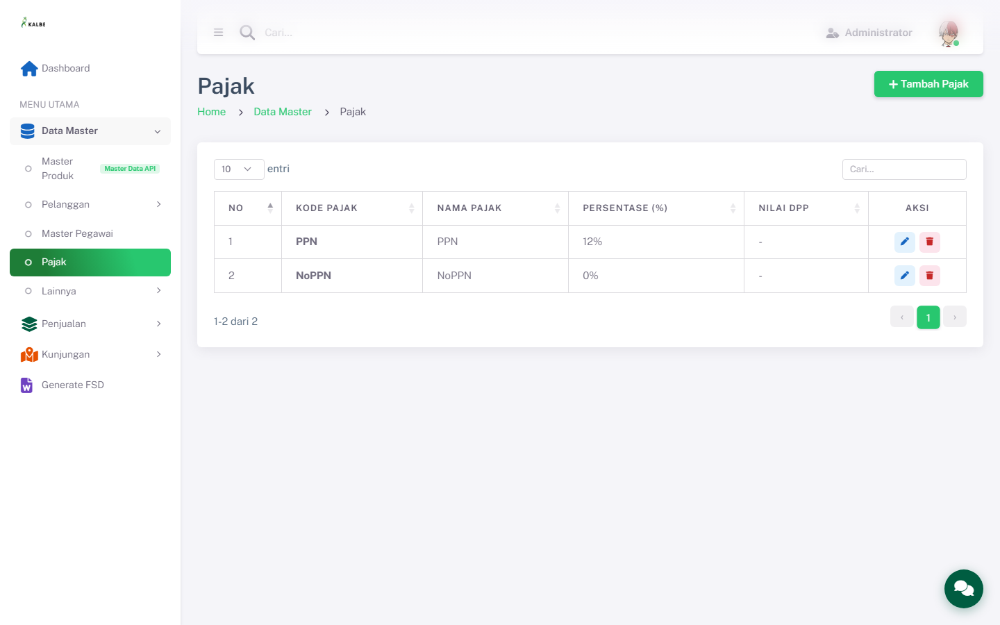 KALBE
Dashboard
MENU UTAMA
Data Master
Master Produk
Master Data API
Pelanggan
Master Pegawai
Pajak
Lainnya
Penjualan
Kunjungan
Generate FSD
Cari...
Administrator
Pajak
+ Tambah Pajak
Home > Data Master > Pajak
10 entri
Cari...
NO KODE PAJAK NAMA PAJAK PERSENTASE (%) NILAI DPP AKSI
1 PPN PPN 12% -
2 NoPPN NoPPN 0% -
1-2 dari 2
‹ 1 ›